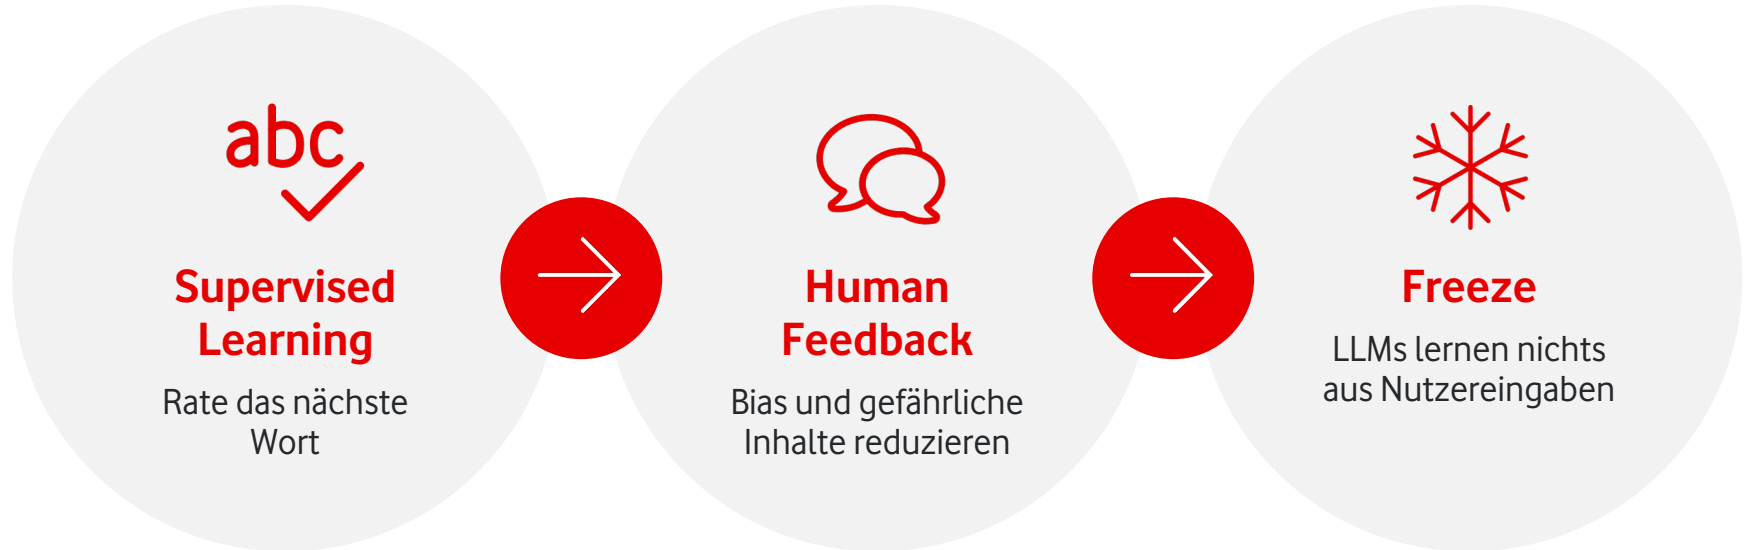 abc
Supervised
Learning
Rate das nächste
Wort
Human
Feedback
Bias und gefährliche
Inhalte reduzieren
Freeze
LLMs lernen nichts
aus Nutzereingaben